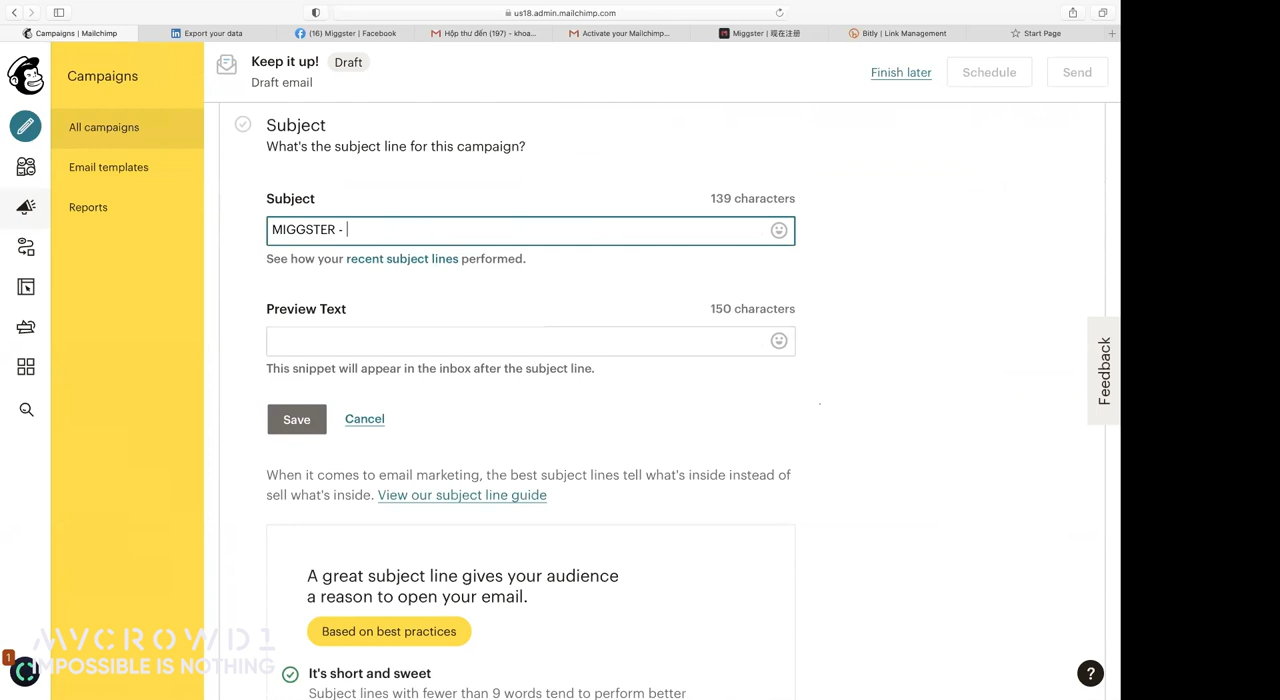 us18.admin.mailchimp.com
Campaigns | Mailchimp
Export your data
(16) Miggster | Facebook
Hộp thư đến (197) - khoa...
Activate your Mailchimp...
Miggster | 现在注册
Bitly | Link Management
Start Page
Campaigns
Keep it up!
Draft
Draft email
Finish later
Schedule
Send
All campaigns
Email templates
Reports
Subject
What's the subject line for this campaign?
Subject
139 characters
MIGGSTER -
See how your recent subject lines performed.
Preview Text
150 characters
This snippet will appear in the inbox after the subject line.
Save
Cancel
Feedback
When it comes to email marketing, the best subject lines tell what's inside instead of
sell what's inside. View our subject line guide
A great subject line gives your audience
a reason to open your email.
Based on best practices
It's short and sweet
Subject lines with fewer than 9 words tend to perform better
MYCROWD1
IMPOSSIBLE IS NOTHING
1
?